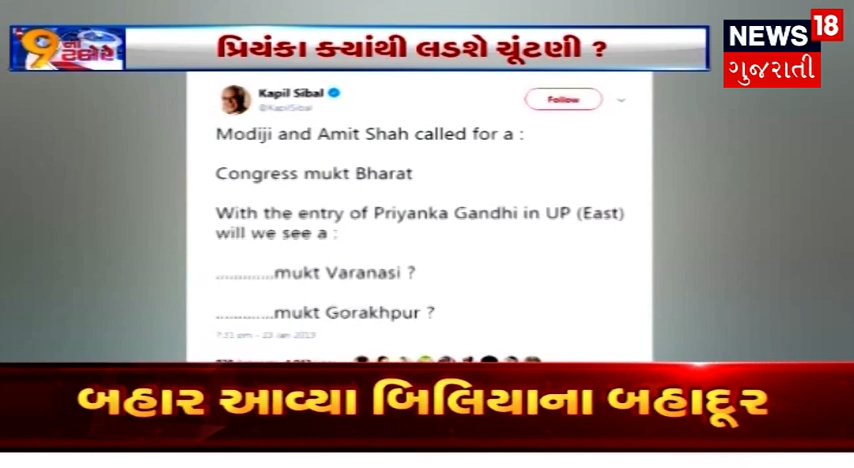 9 ના ટકોરે
પ્રિયંકા ક્યાંથી લડશે ચૂંટણી ?
NEWS 18
ગુજરાતી
Kapil Sibal
@KapilSibal
Follow
Modiji and Amit Shah called for a :
Congress mukt Bharat
With the entry of Priyanka Gandhi in UP (East)
will we see a :
.............mukt Varanasi ?
.............mukt Gorakhpur ?
7:31 pm - 23 Jan 2019
બહાર આવ્યા બિલિયાના બહાદૂર